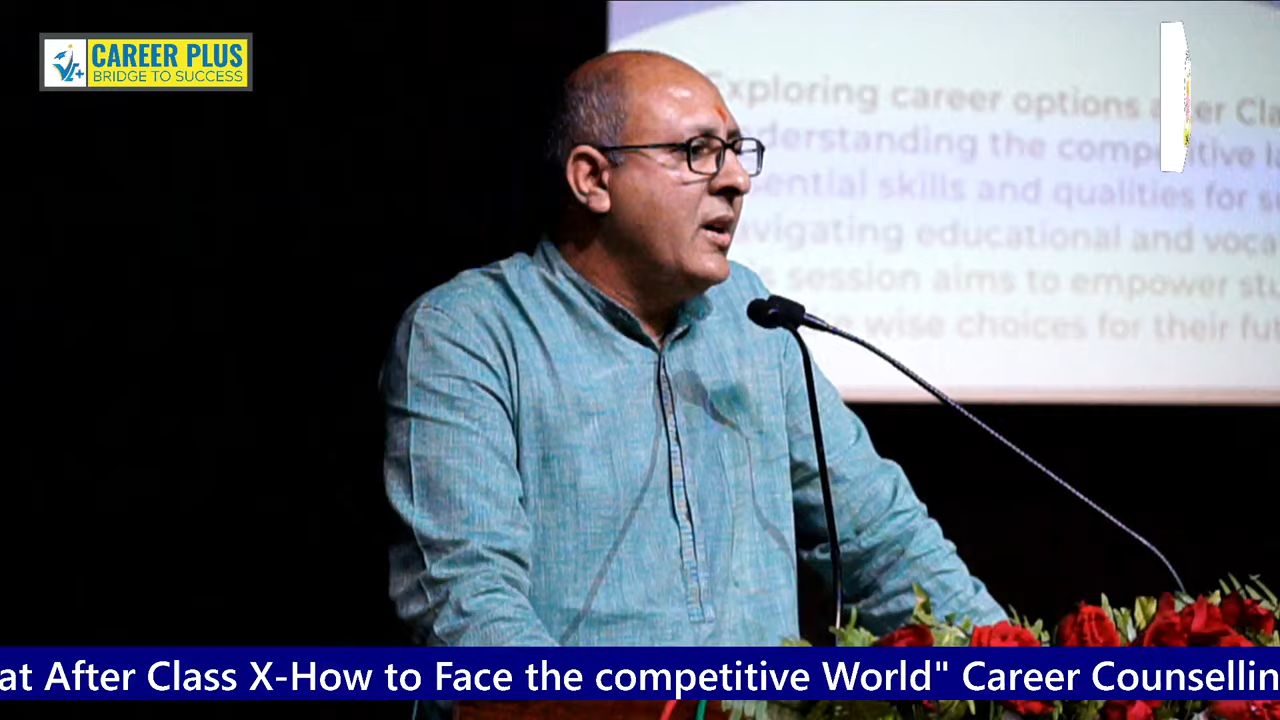 CAREER PLUS
BRIDGE TO SUCCESS
xploring career options
derstanding the competitive
sential skills and qualities for
avigating educational and voca
session aims to empower stu
wise choices for their fut
at After Class X-How to Face the competitive World" Career Counsellin